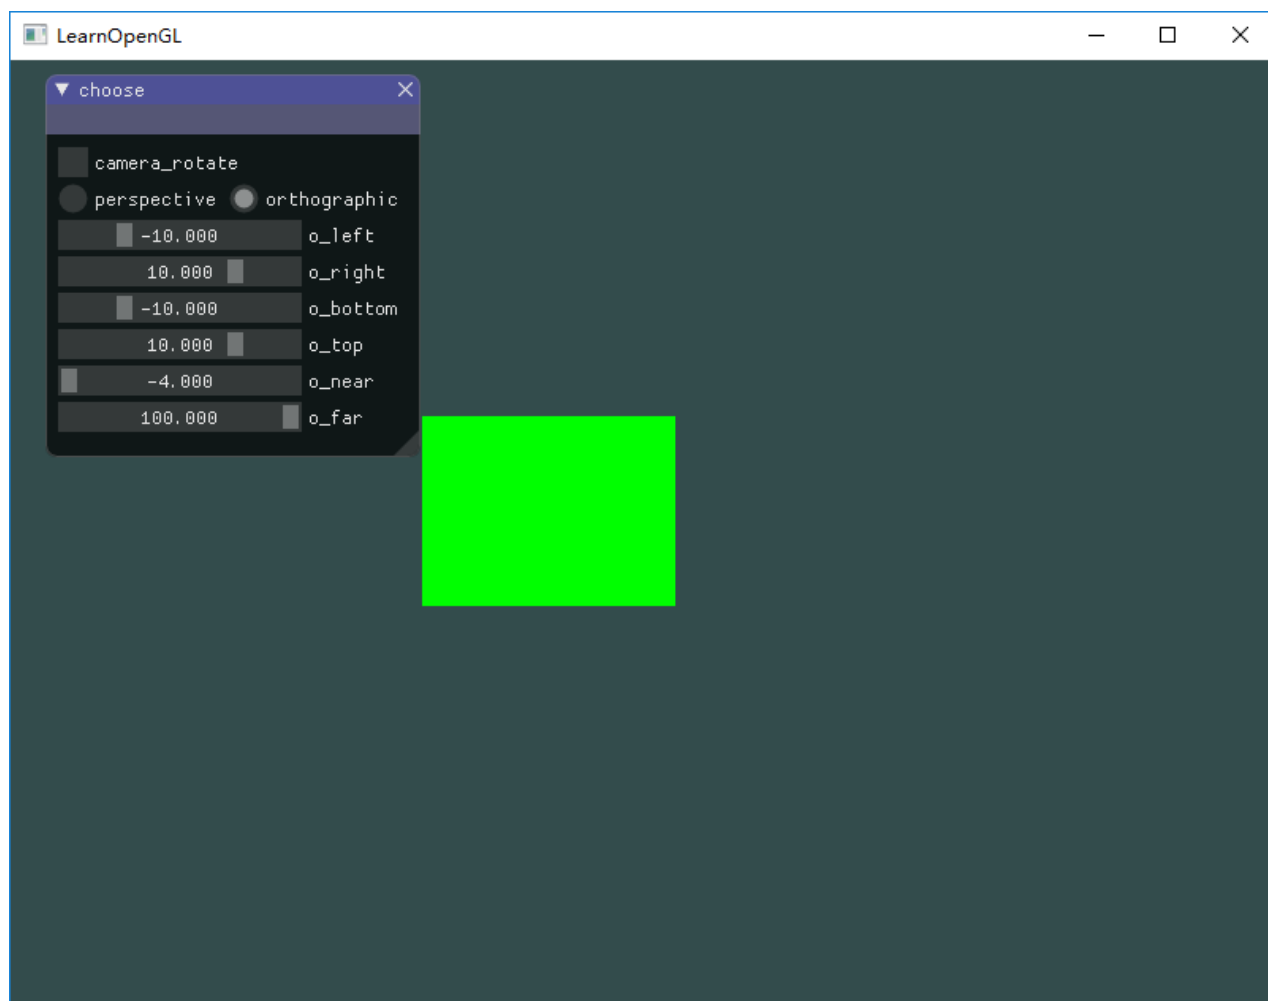 LearnOpenGL
choose
camera_rotate
perspective orthographic
-10.000 o_left
10.000 o_right
-10.000 o_bottom
10.000 o_top
-4.000 o_near
100.000 o_far